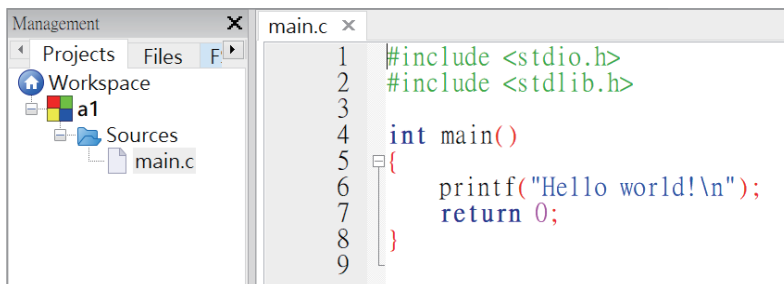 Management
Projects Files
Workspace
a1
Sources
main.c
main.c
1 #include <stdio.h>
2 #include <stdlib.h>
3
4 int main()
5 {
6     printf("Hello world!\n");
7     return 0;
8 }
9